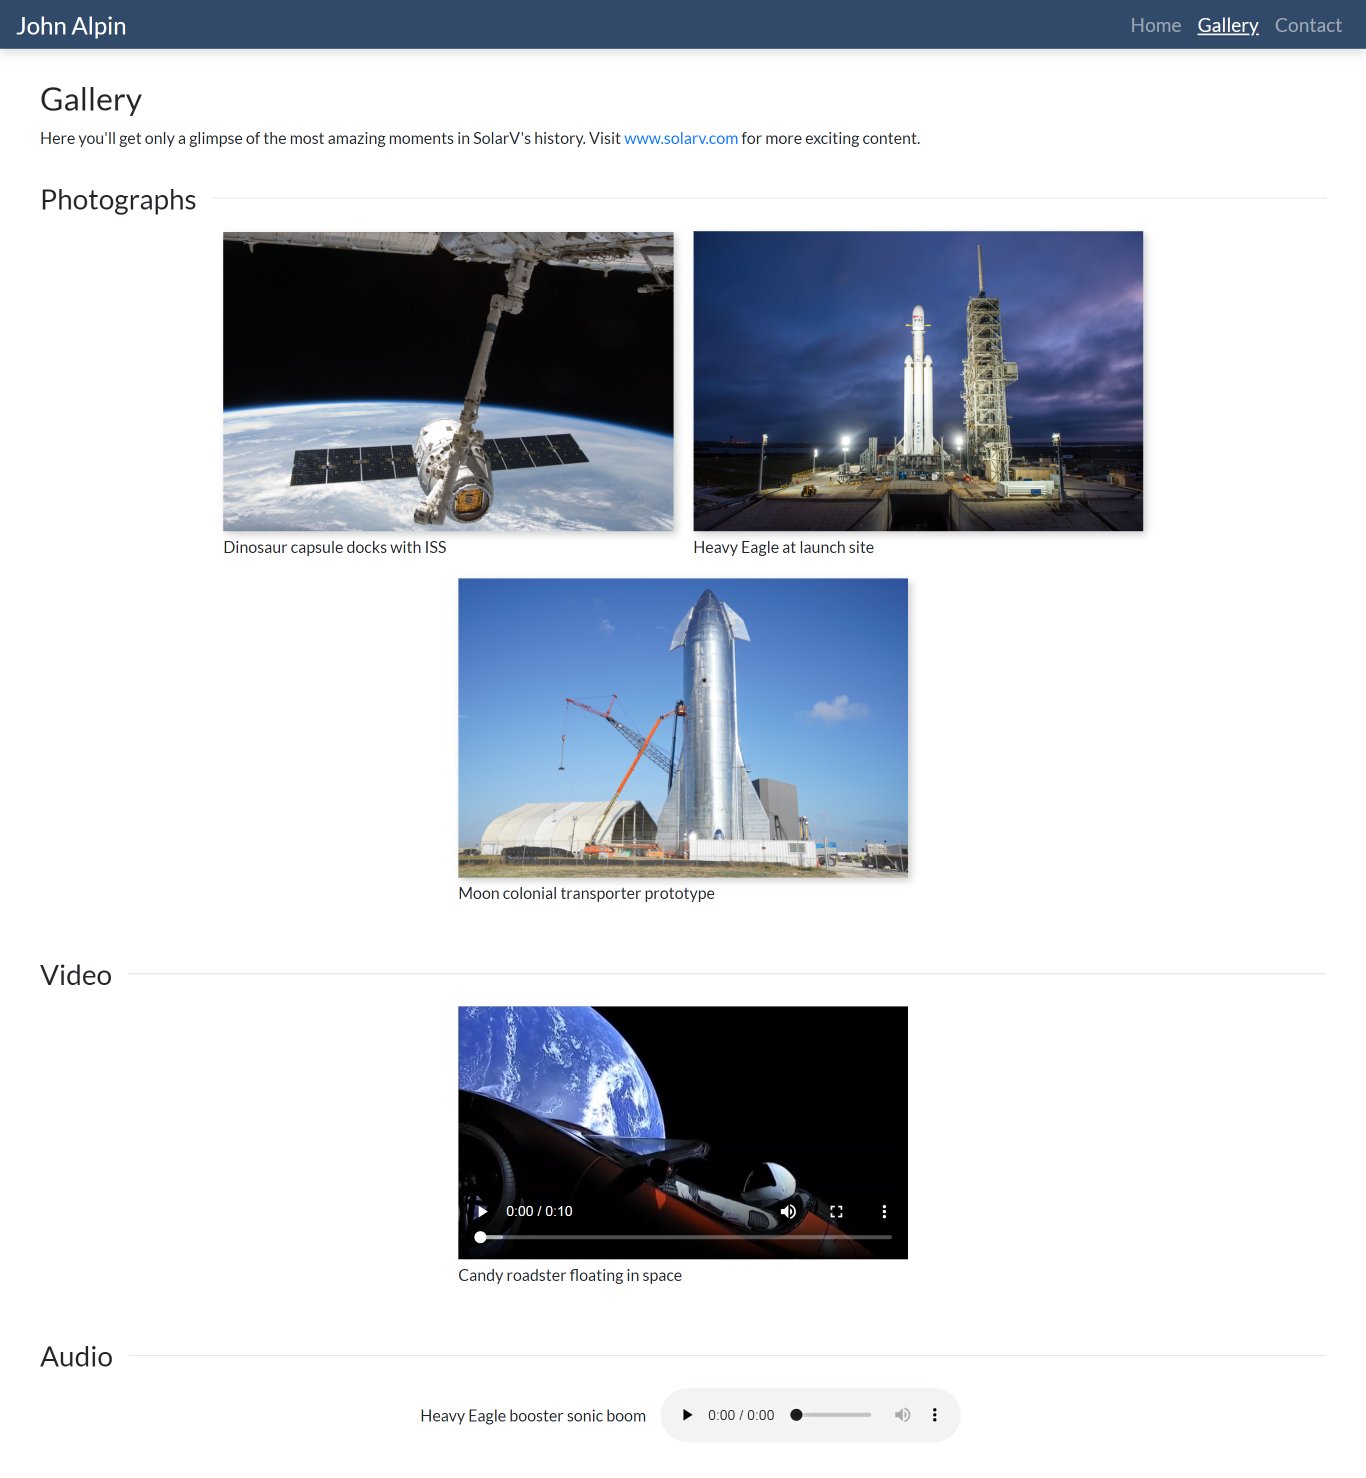 John Alpin
Home Gallery Contact
Gallery
Here you'll get only a glimpse of the most amazing moments in SolarV's history. Visit www.solarv.com for more exciting content.
Photographs
Dinosaur capsule docks with ISS
Heavy Eagle at launch site
Moon colonial transporter prototype
Video
0:00 / 0:10
Candy roadster floating in space
Audio
Heavy Eagle booster sonic boom
0:00 / 0:00